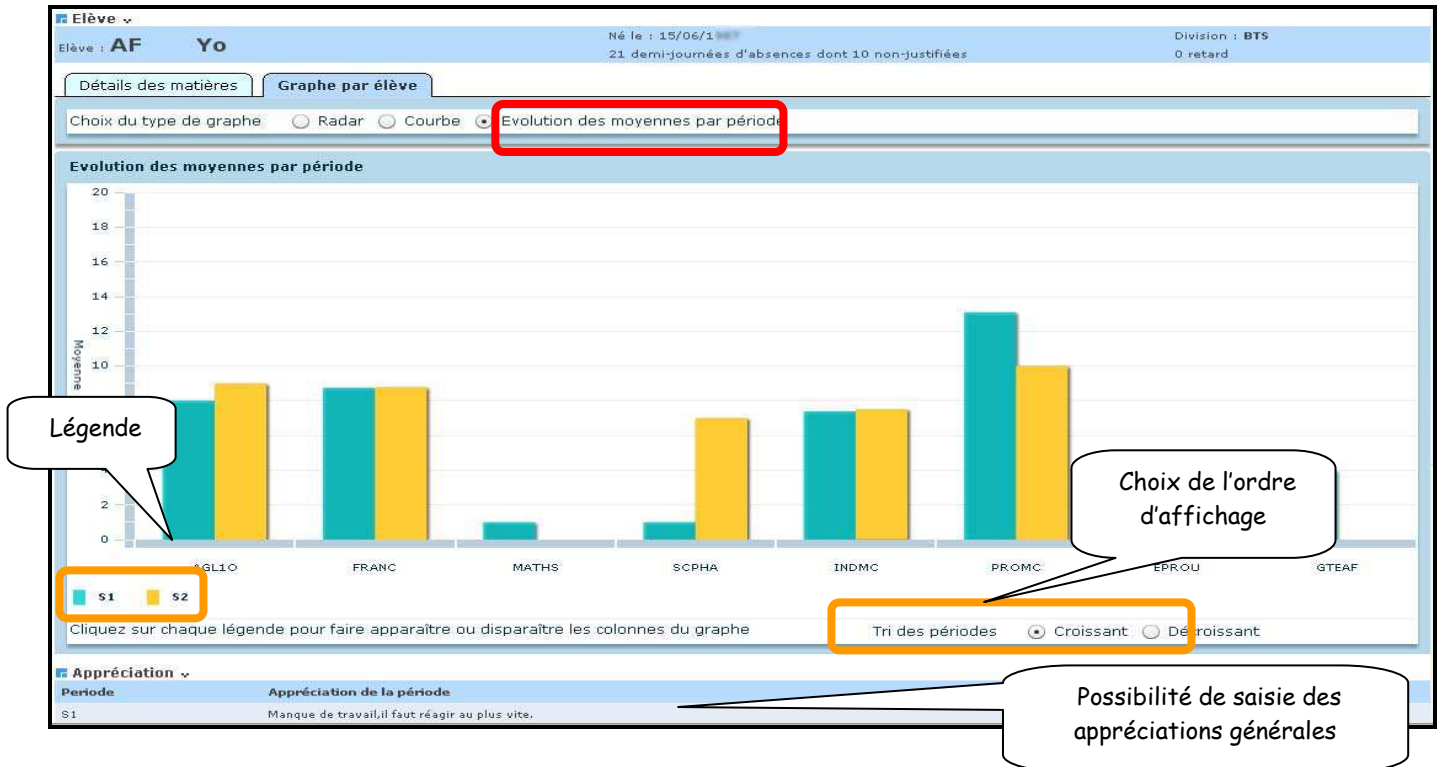 Elève
Elève : AF Yo Né le : 15/06/1 Division : BTS
21 demi-journées d'absences dont 10 non-justifiées 0 retard
Détails des matières Graphe par élève
Choix du type de graphe Radar Courbe Evolution des moyennes par période
Evolution des moyennes par période
20
18
16
14
12
Moyenne
10
Légende
4
2
0
Choix de l'ordre
d'affichage
AGL1O FRANC MATHS SCPHA INDMC PROMC EPROU GTEAF
S1 S2
Cliquez sur chaque légende pour faire apparaître ou disparaître les colonnes du graphe Tri des périodes Croissant Décroissant
Appréciation
Periode Appréciation de la période
S1 Manque de travail,il faut réagir au plus vite.
Possibilité de saisie des
appréciations générales